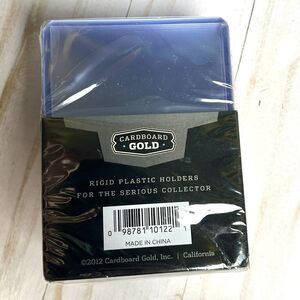 CARDBOARD
GOLD
RIGID PLASTIC HOLDERS
FOR THE SERIOUS COLLECTOR
0 98781 10122 1
MADE IN CHINA
©2012 Cardboard Gold, Inc. | California